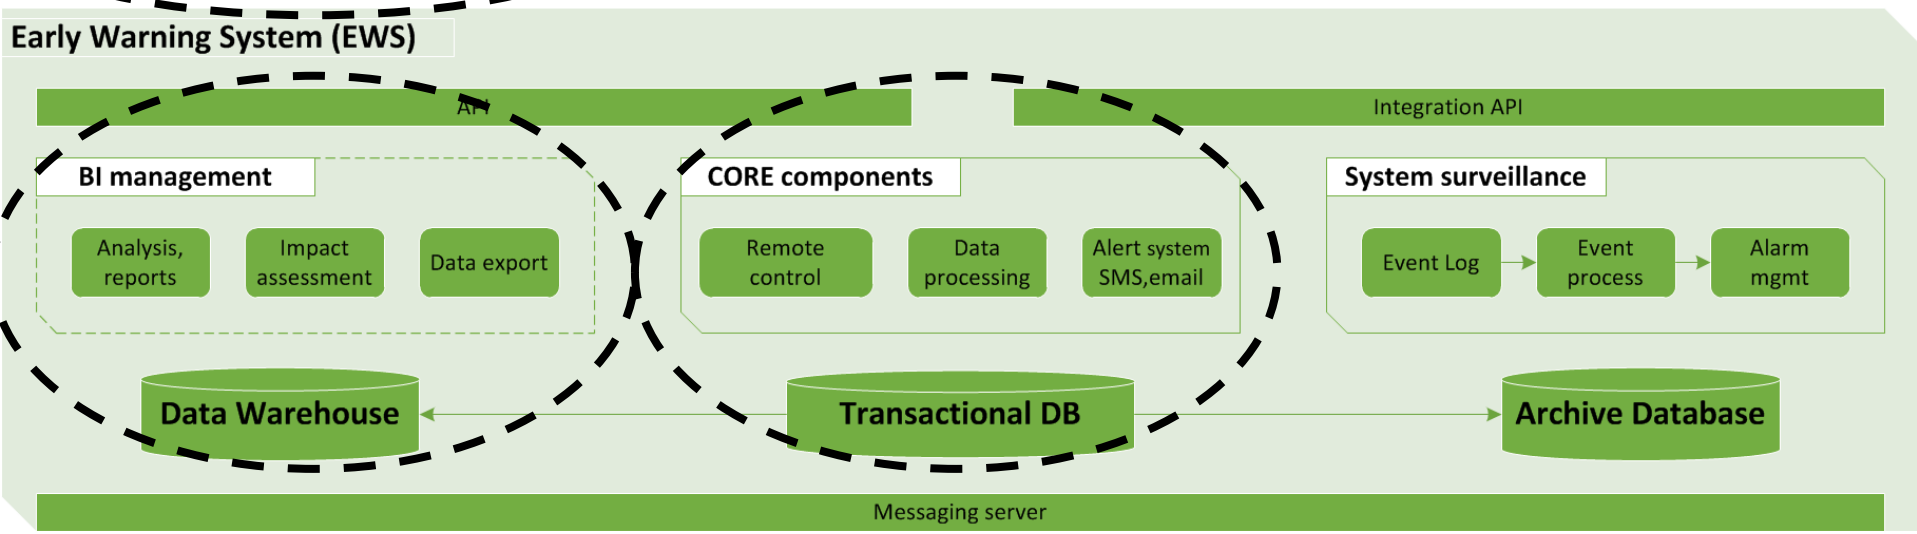 Early Warning System (EWS)
API
Integration API
BI management
CORE components
System surveillance
Analysis,
reports
Impact
assessment
Data export
Remote
control
Data
processing
Alert system
SMS,email
Event Log
Event
process
Alarm
mgmt
Data Warehouse
Transactional DB
Archive Database
Messaging server